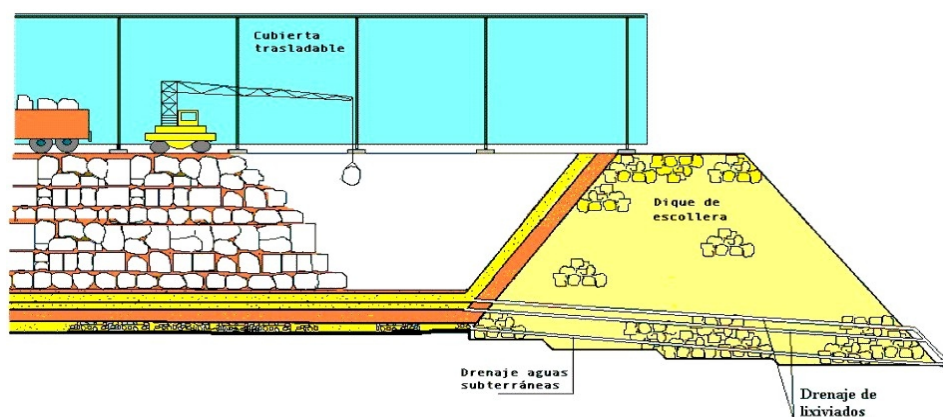 Cubierta
trasladable
Dique de
escollera
Drenaje aguas
subterráneas
Drenaje de
lixiviados